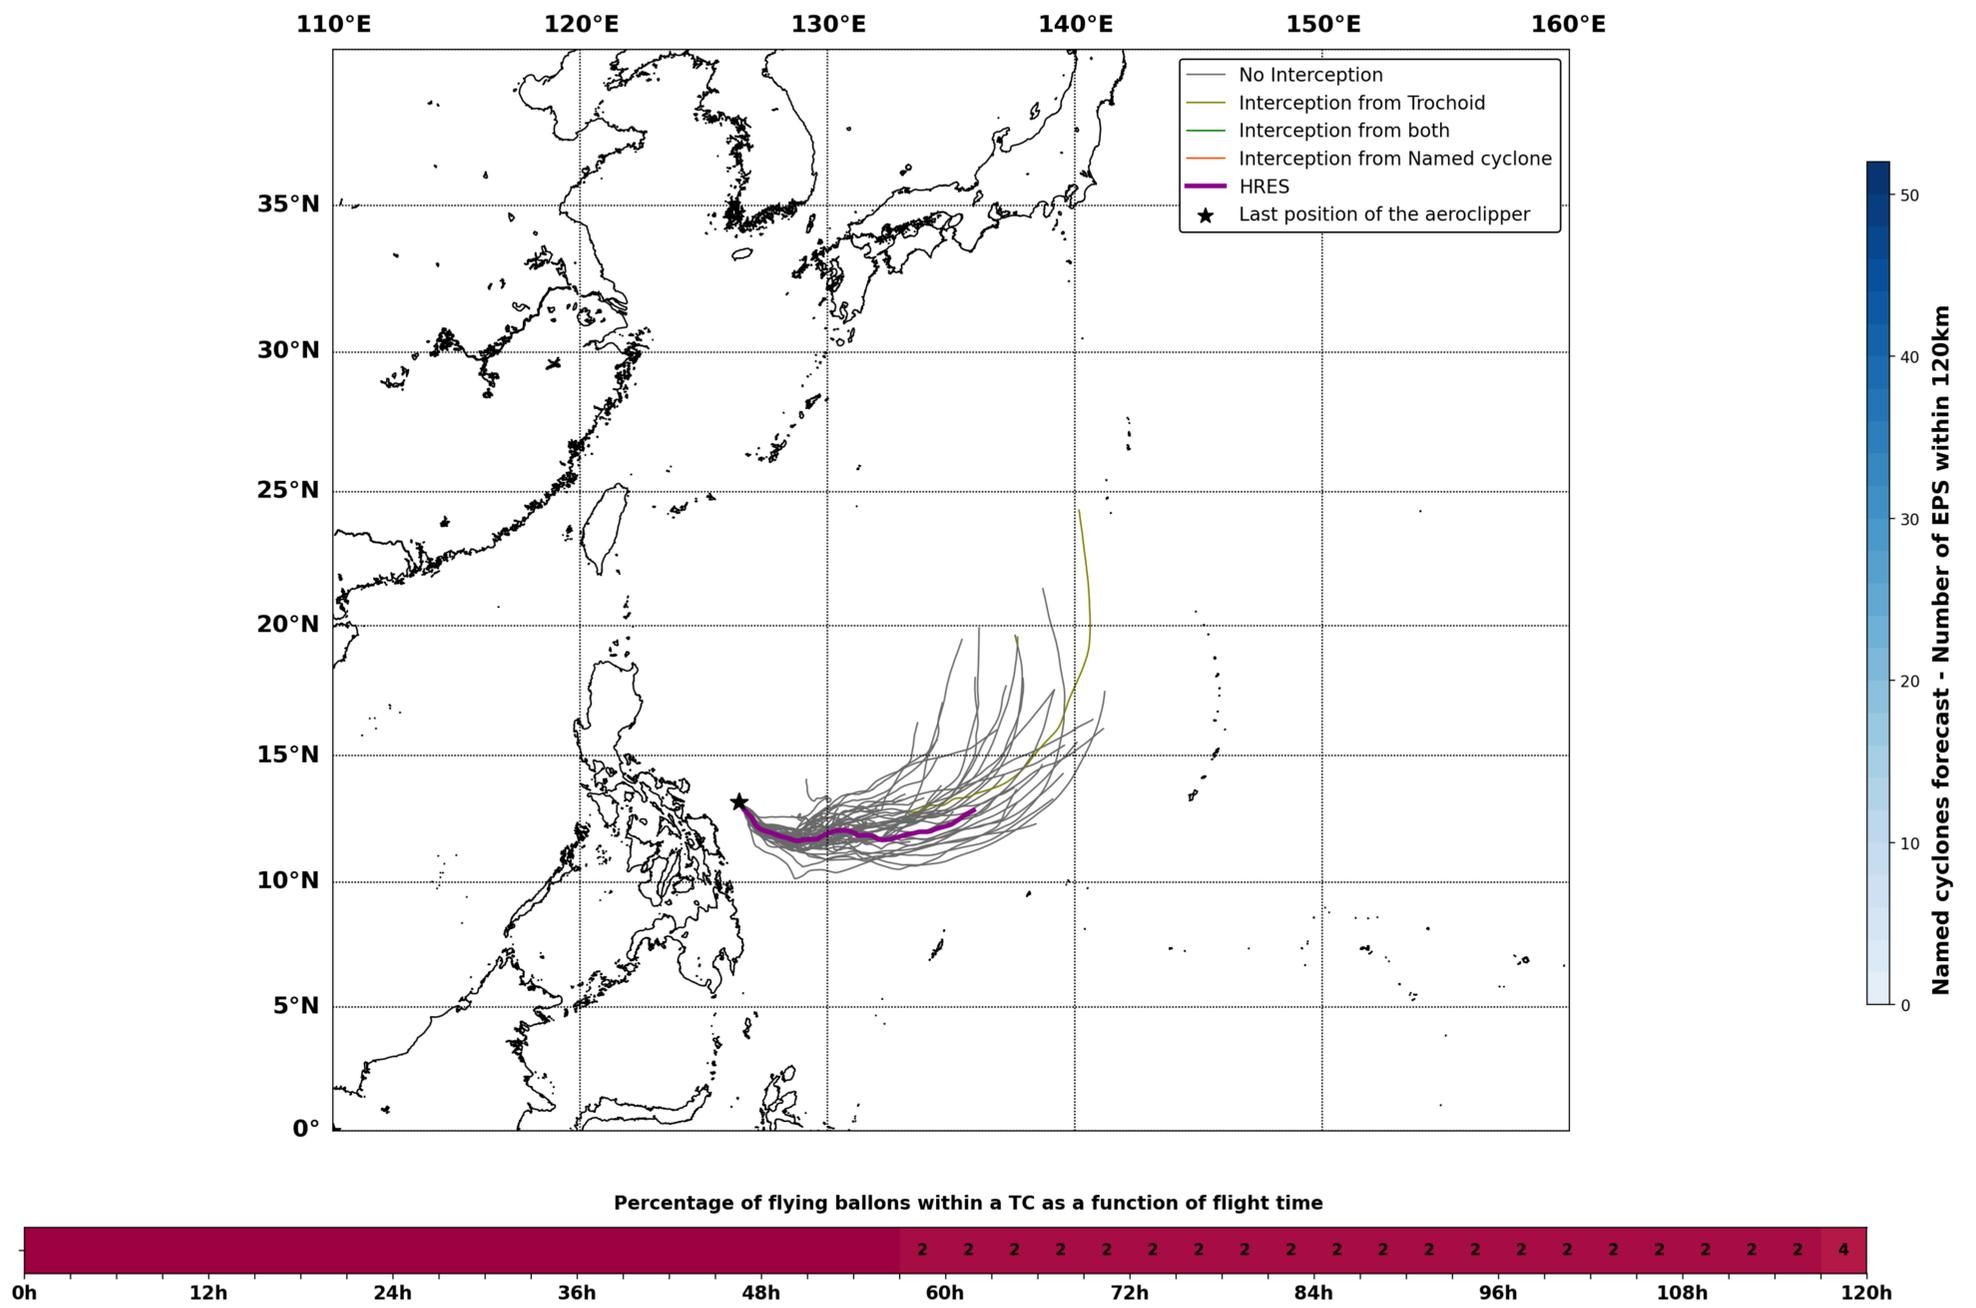 110°E 120°E 130°E 140°E 150°E 160°E
No Interception
Interception from Trochoid
Interception from both
Interception from Named cyclone
HRES
Last position of the aeroclipper
35°N
30°N
25°N
20°N
15°N
10°N
5°N
0°
50
40
30
20
10
0
Named cyclones forecast - Number of EPS within 120km
Percentage of flying ballons within a TC as a function of flight time
2 2 2 2 2 2 2 2 2 2 2 2 2 2 2 2 2 2 2 2 4
0h 12h 24h 36h 48h 60h 72h 84h 96h 108h 120h